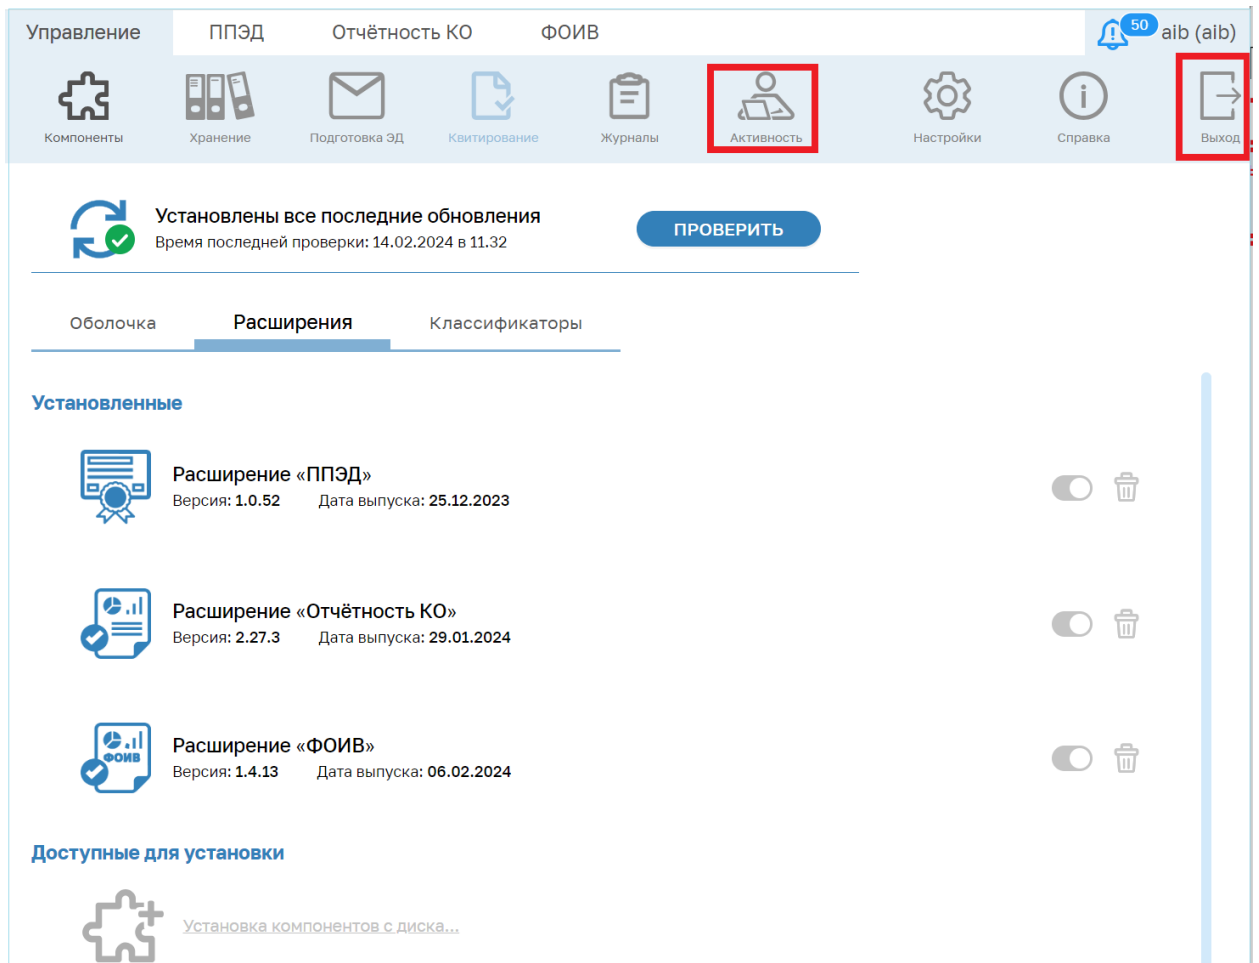 Управление ППЭД Отчётность КО ФОИВ 50 aib (aib)
Компоненты Хранение Подготовка ЭД Квитирование Журналы Активность Настройки Справка Выход
Установлены все последние обновления
Время последней проверки: 14.02.2024 в 11.32
ПРОВЕРИТЬ
Оболочка Расширения Классификаторы
Установленные
Расширение «ППЭД»
Версия: 1.0.52 Дата выпуска: 25.12.2023
Расширение «Отчётность КО»
Версия: 2.27.3 Дата выпуска: 29.01.2024
ФОИВ
Расширение «ФОИВ»
Версия: 1.4.13 Дата выпуска: 06.02.2024
Доступные для установки
Установка компонентов с диска...